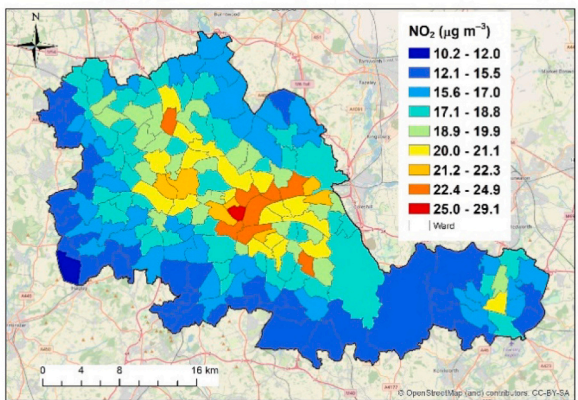 N
NO₂ (µg m⁻³)
10.2 - 12.0
12.1 - 15.5
15.6 - 17.0
17.1 - 18.8
18.9 - 19.9
20.0 - 21.1
21.2 - 22.3
22.4 - 24.9
25.0 - 29.1
Ward
0 4 8 16 km
© OpenStreetMap (and) contributors, CC-BY-SA